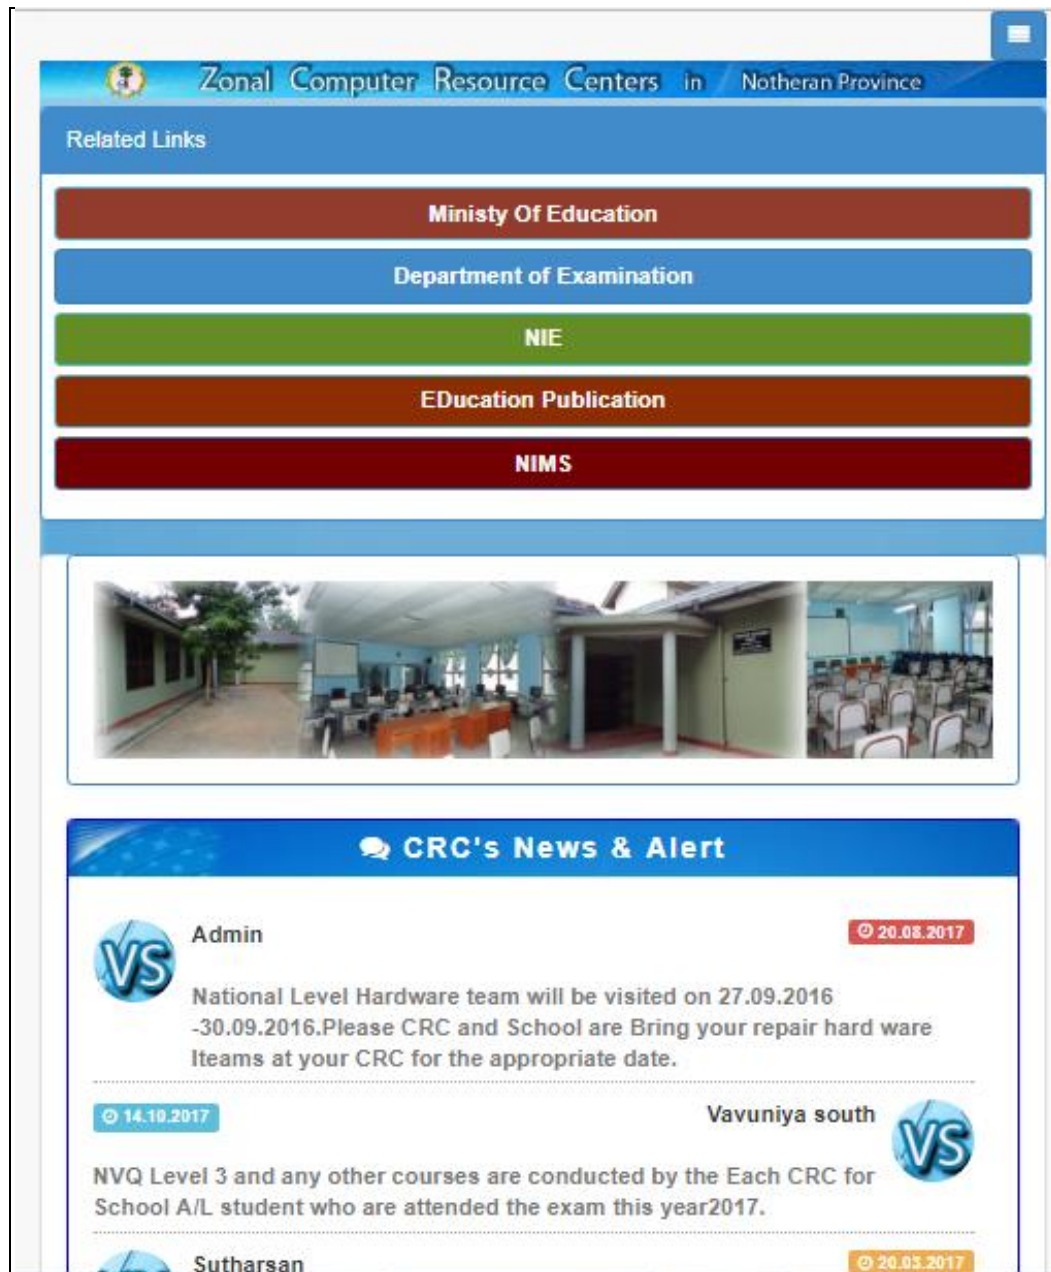 Zonal Computer Resource Centers in Notheran Province
Related Links
Ministy Of Education
Department of Examination
NIE
EDucation Publication
NIMS
CRC's News & Alert
VS
Admin
20.08.2017
National Level Hardware team will be visited on 27.09.2016
-30.09.2016.Please CRC and School are Bring your repair hard ware
Iteams at your CRC for the appropriate date.
14.10.2017
Vavuniya south
VS
NVQ Level 3 and any other courses are conducted by the Each CRC for
School A/L student who are attended the exam this year2017.
Sutharsan
20.03.2017